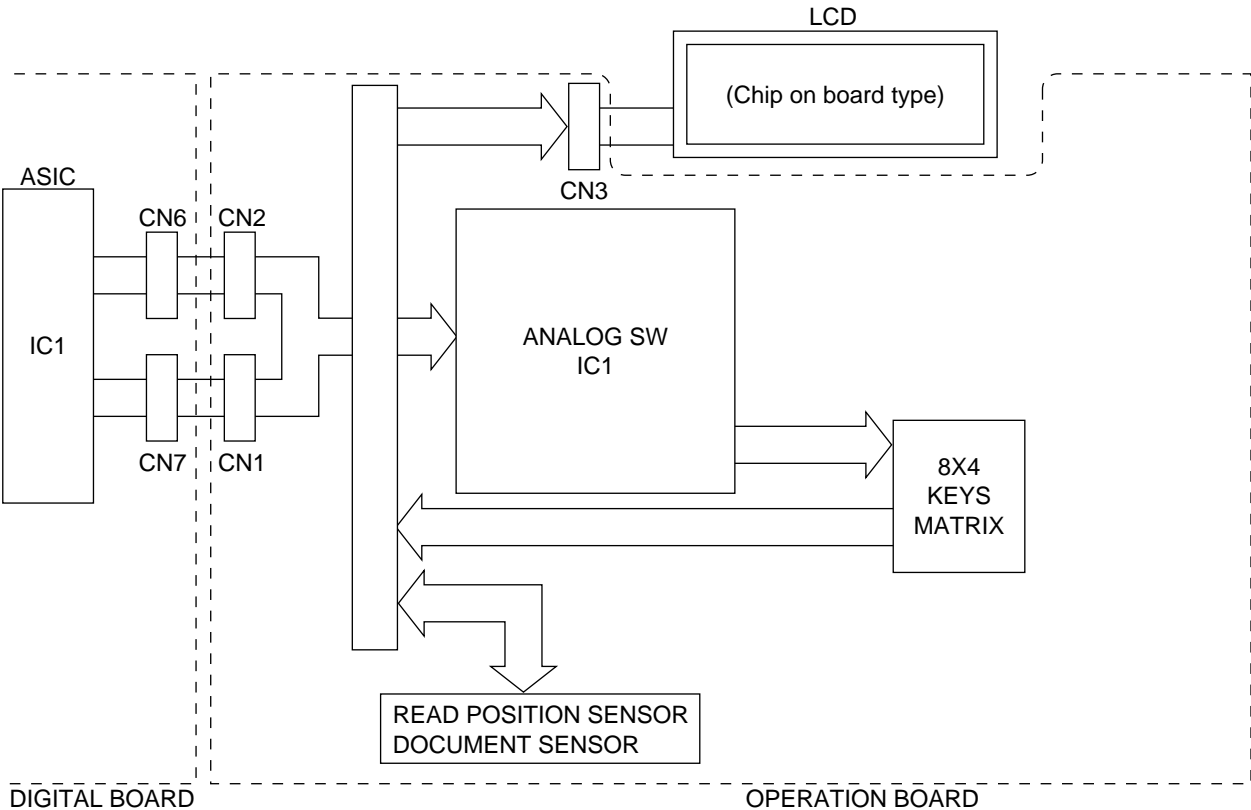 LCD
(Chip on board type)
ASIC
CN3
CN6
CN2
IC1
ANALOG SW
IC1
CN7
CN1
8X4
KEYS
MATRIX
READ POSITION SENSOR
DOCUMENT SENSOR
DIGITAL BOARD
OPERATION BOARD